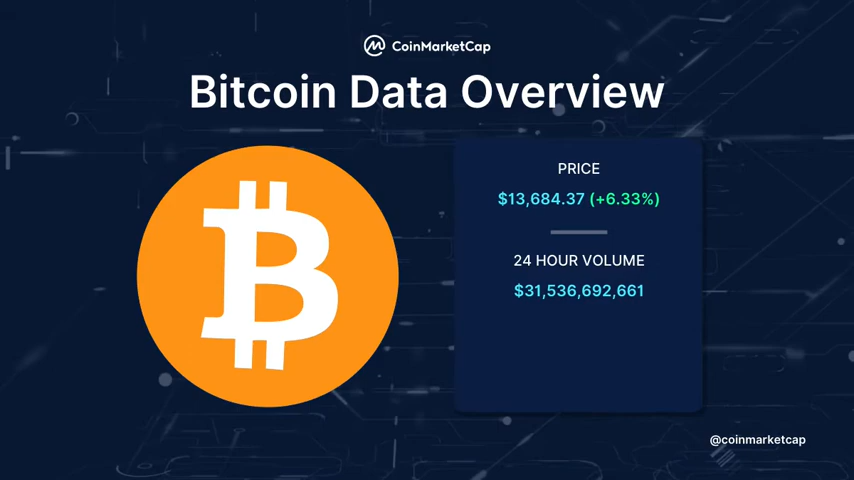 CoinMarketCap
Bitcoin Data Overview
PRICE
$13,684.37 (+6.33%)
24 HOUR VOLUME
$31,536,692,661
@coinmarketcap